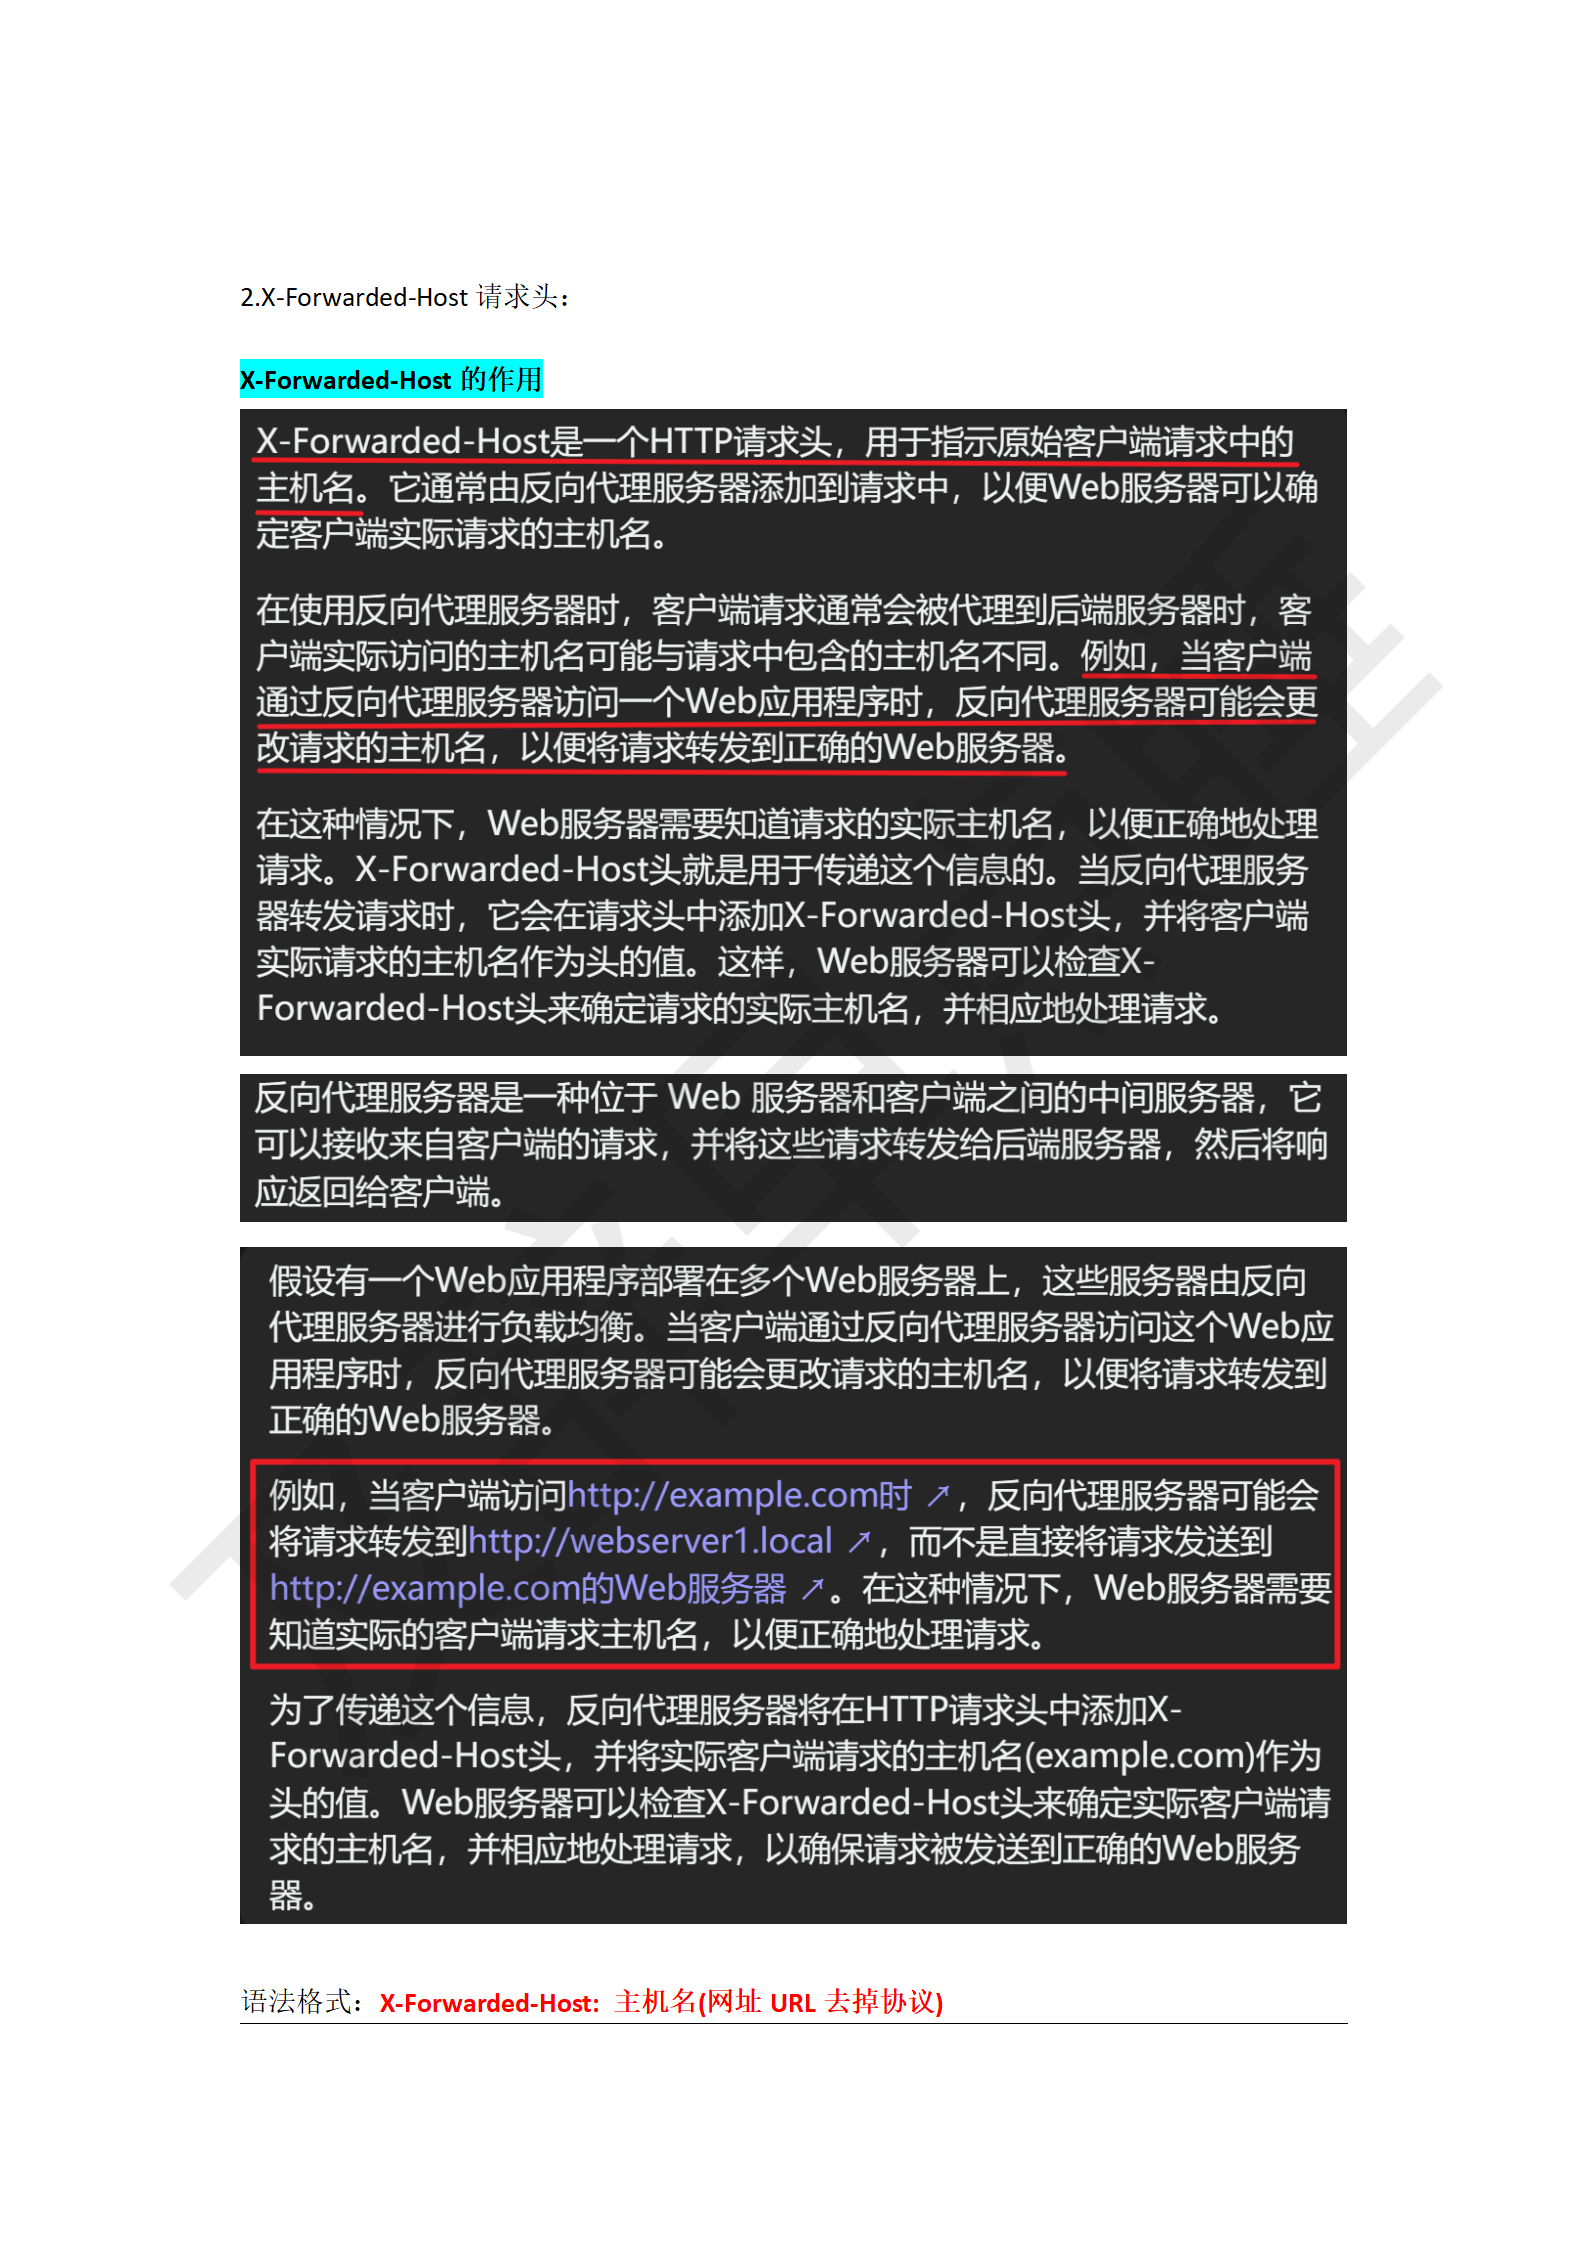 2.X-Forwarded-Host 请求头：
X-Forwarded-Host 的作用
X-Forwarded-Host是一个HTTP请求头，用于指示原始客户端请求中的
主机名。它通常由反向代理服务器添加到请求中，以便Web服务器可以确
定客户端实际请求的主机名。
在使用反向代理服务器时，客户端请求通常会被代理到后端服务器时，客
户端实际访问的主机名可能与请求中包含的主机名不同。例如，当客户端
通过反向代理服务器访问一个Web应用程序时，反向代理服务器可能会更
改请求的主机名，以便将请求转发到正确的Web服务器。
在这种情况下，Web服务器需要知道请求的实际主机名，以便正确地处理
请求。X-Forwarded-Host头就是用于传递这个信息的。当反向代理服务
器转发请求时，它会在请求头中添加X-Forwarded-Host头，并将客户端
实际请求的主机名作为头的值。这样，Web服务器可以检查X-
Forwarded-Host头来确定请求的实际主机名，并相应地处理请求。
反向代理服务器是一种位于 Web 服务器和客户端之间的中间服务器，它
可以接收来自客户端的请求，并将这些请求转发给后端服务器，然后将响
应返回给客户端。
假设有一个Web应用程序部署在多个Web服务器上，这些服务器由反向
代理服务器进行负载均衡。当客户端通过反向代理服务器访问这个Web应
用程序时，反向代理服务器可能会更改请求的主机名，以便将请求转发到
正确的Web服务器。
例如，当客户端访问http://example.com时 ↗，反向代理服务器可能会
将请求转发到http://webserver1.local ↗，而不是直接将请求发送到
http://example.com的Web服务器 ↗。在这种情况下，Web服务器需要
知道实际的客户端请求主机名，以便正确地处理请求。
为了传递这个信息，反向代理服务器将在HTTP请求头中添加X-
Forwarded-Host头，并将实际客户端请求的主机名(example.com)作为
头的值。Web服务器可以检查X-Forwarded-Host头来确定实际客户端请
求的主机名，并相应地处理请求，以确保请求被发送到正确的Web服务
器。
语法格式：X-Forwarded-Host: 主机名(网址 URL 去掉协议)